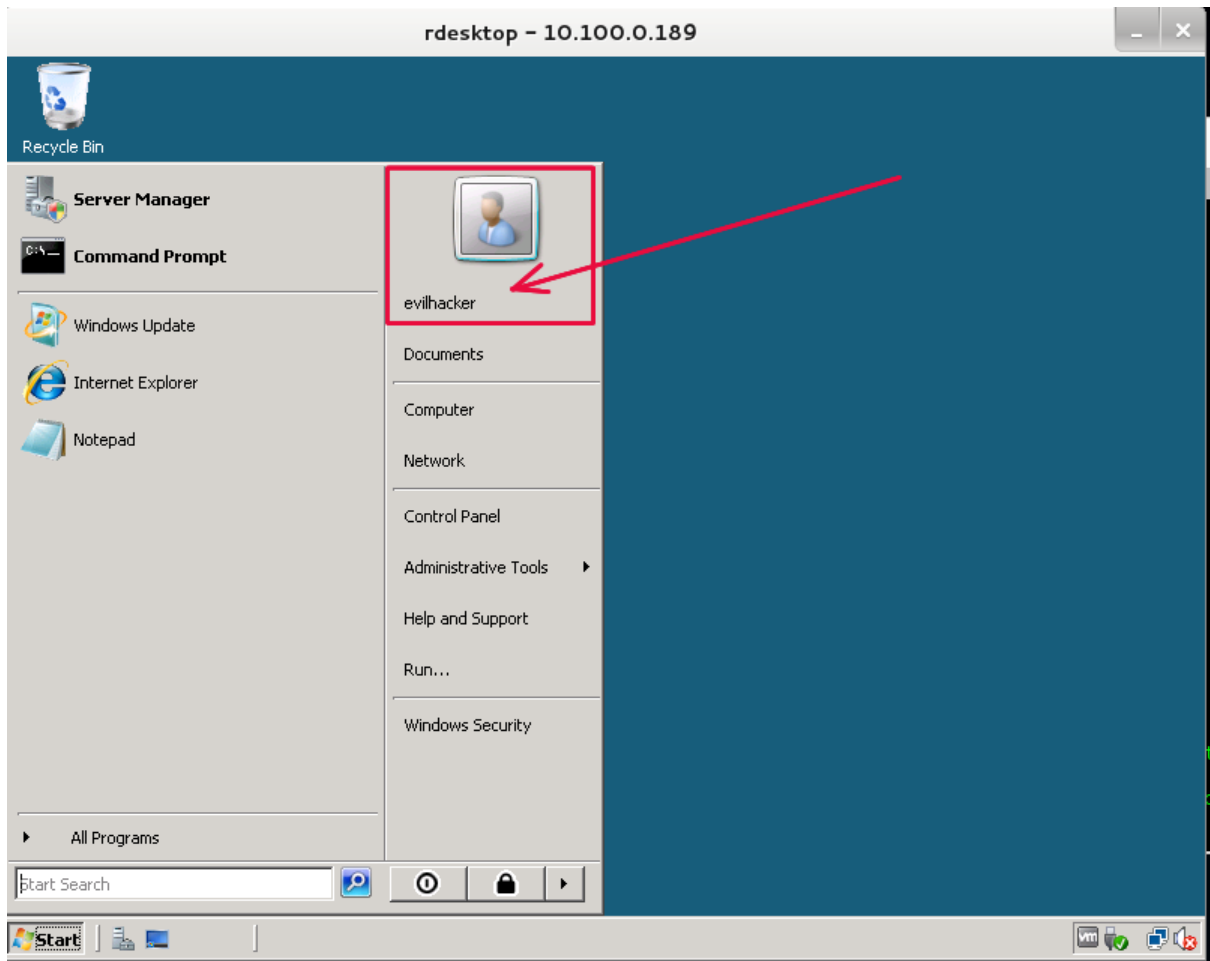 rdesktop - 10.100.0.189
Recycle Bin
Server Manager
C:\_
Command Prompt
Windows Update
Internet Explorer
Notepad
All Programs
Start Search
evilhacker
Documents
Computer
Network
Control Panel
Administrative Tools
Help and Support
Run...
Windows Security
Start
vm